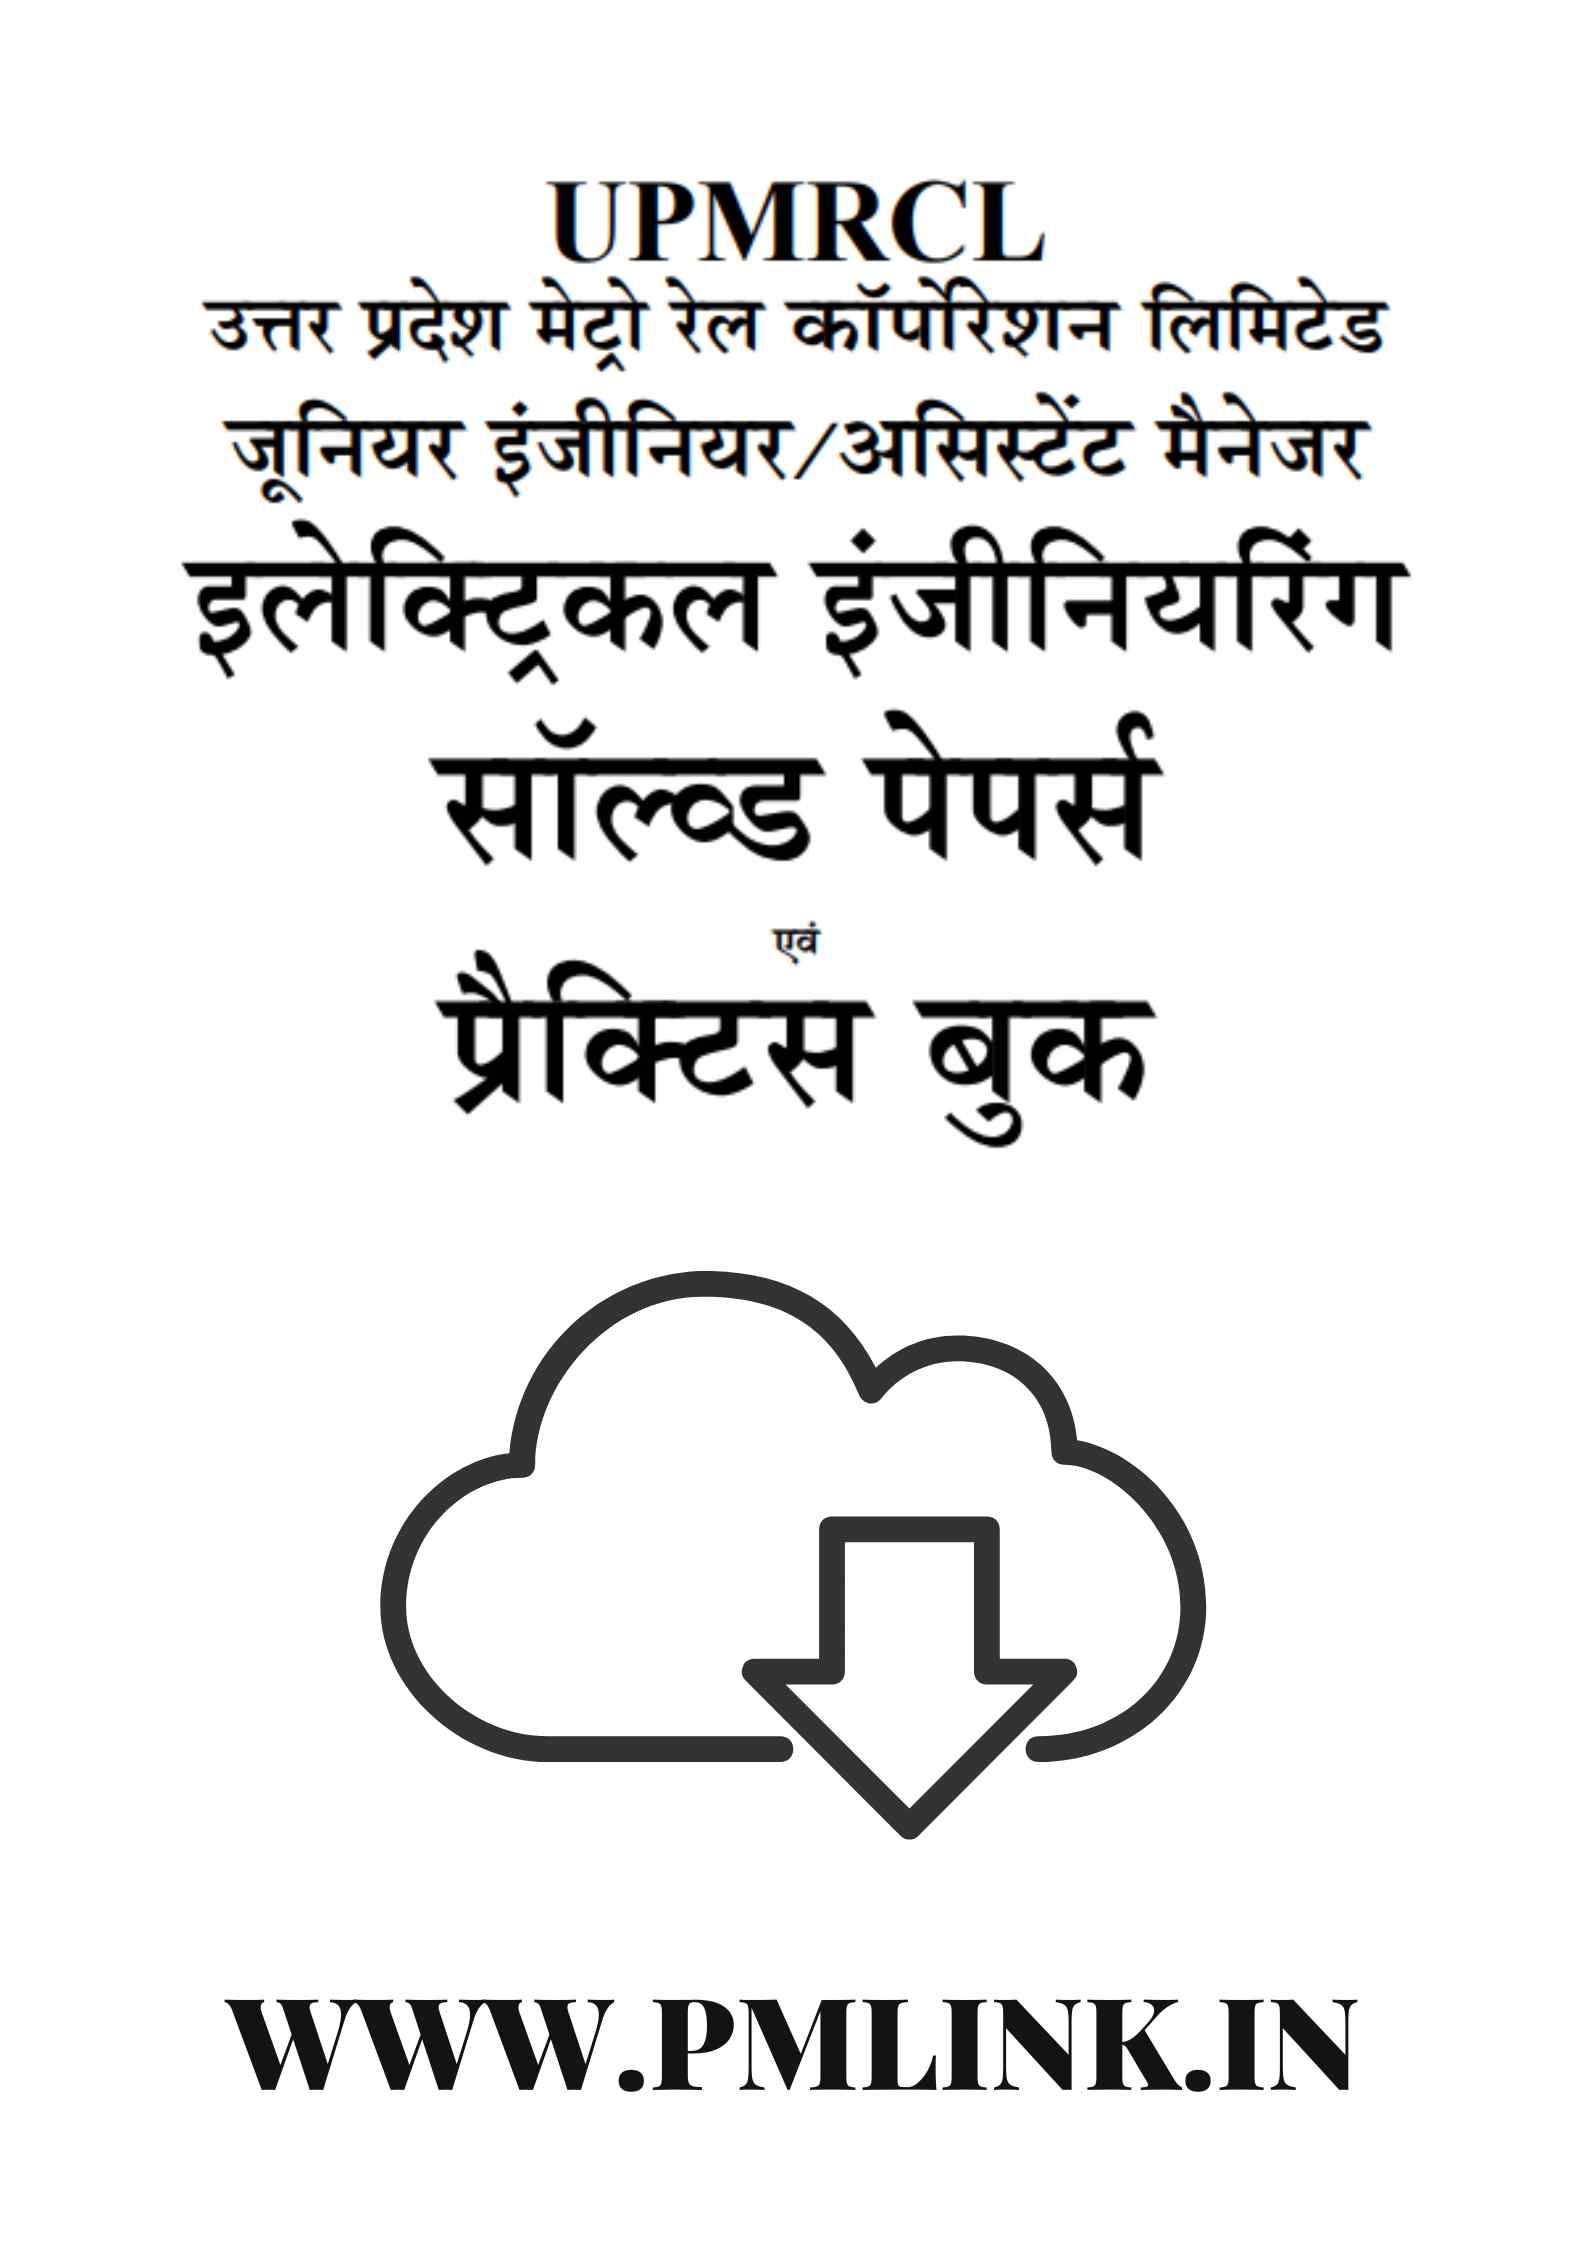 UPMRCL
उत्तर प्रदेश मेट्रो रेल कॉर्पोरेशन लिमिटेड
जूनियर इंजीनियर/असिस्टेंट मैनेजर
इलेक्ट्रिकल इंजीनियरिंग
सॉल्व्ड पेपर्स
एवं
प्रैक्टिस बुक
WWW.PMLINK.IN